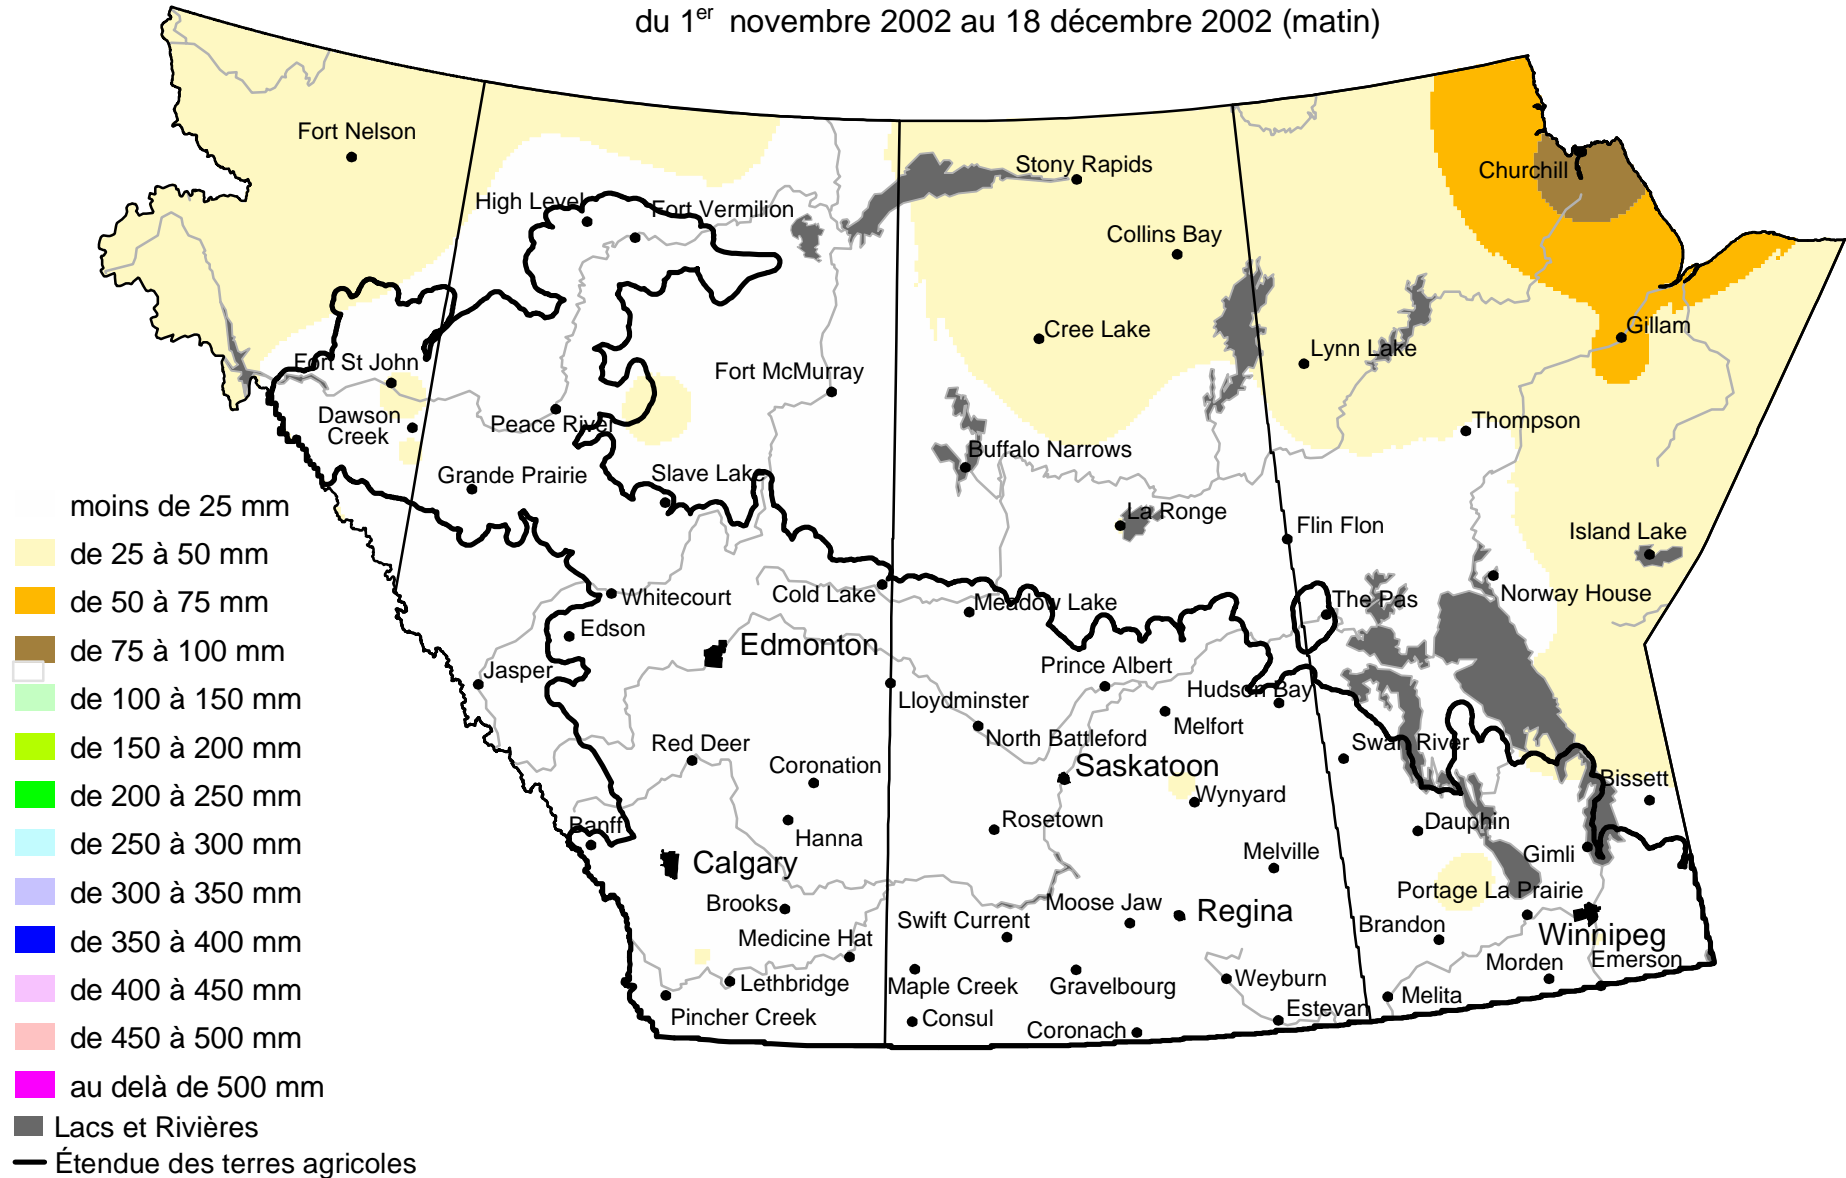 du 1er novembre 2002 au 18 décembre 2002 (matin)
Fort Nelson
Churchill
Stony Rapids
High Level
Fort Vermilion
Collins Bay
Cree Lake
Gillam
Lynn Lake
Fort St John
Fort McMurray
Dawson
Creek
Peace River
Thompson
Buffalo Narrows
Grande Prairie
Slave Lake
La Ronge
Flin Flon
Island Lake
Whitecourt
Cold Lake
Meadow Lake
The Pas
Norway House
Edson
Edmonton
Jasper
Prince Albert
Hudson Bay
Lloydminster
Melfort
North Battleford
Red Deer
Swan River
Coronation
Saskatoon
Bissett
Wynyard
Banff
Hanna
Rosetown
Dauphin
Calgary
Melville
Gimli
Portage La Prairie
Brooks
Swift Current
Moose Jaw
Regina
Brandon
Winnipeg
Medicine Hat
Emerson
Morden
Lethbridge
Maple Creek
Gravelbourg
Weyburn
Melita
Pincher Creek
Consul
Coronach
Estevan
moins de 25 mm
de 25 à 50 mm
de 50 à 75 mm
de 75 à 100 mm
de 100 à 150 mm
de 150 à 200 mm
de 200 à 250 mm
de 250 à 300 mm
de 300 à 350 mm
de 350 à 400 mm
de 400 à 450 mm
de 450 à 500 mm
au delà de 500 mm
Lacs et Rivières
Étendue des terres agricoles